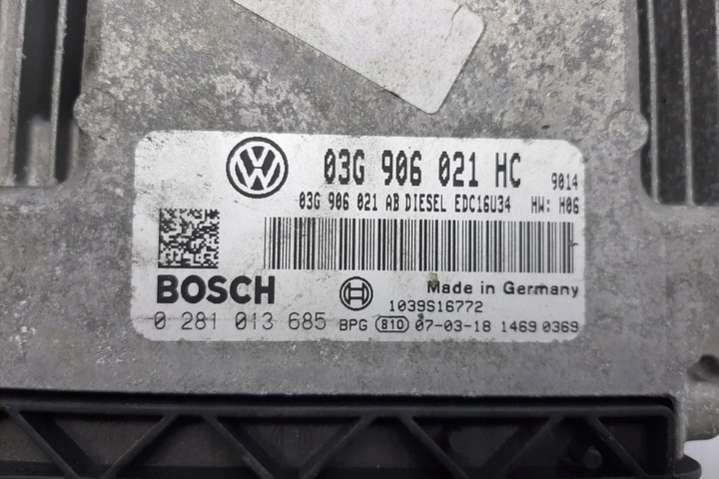 03G 906 021 HC 9014
03G 906 021 AB DIESEL EDC16U34 HW: H06
BOSCH
Made in Germany
1039S16772
0 281 013 685 BPG 810 07-03-18 1469 0369